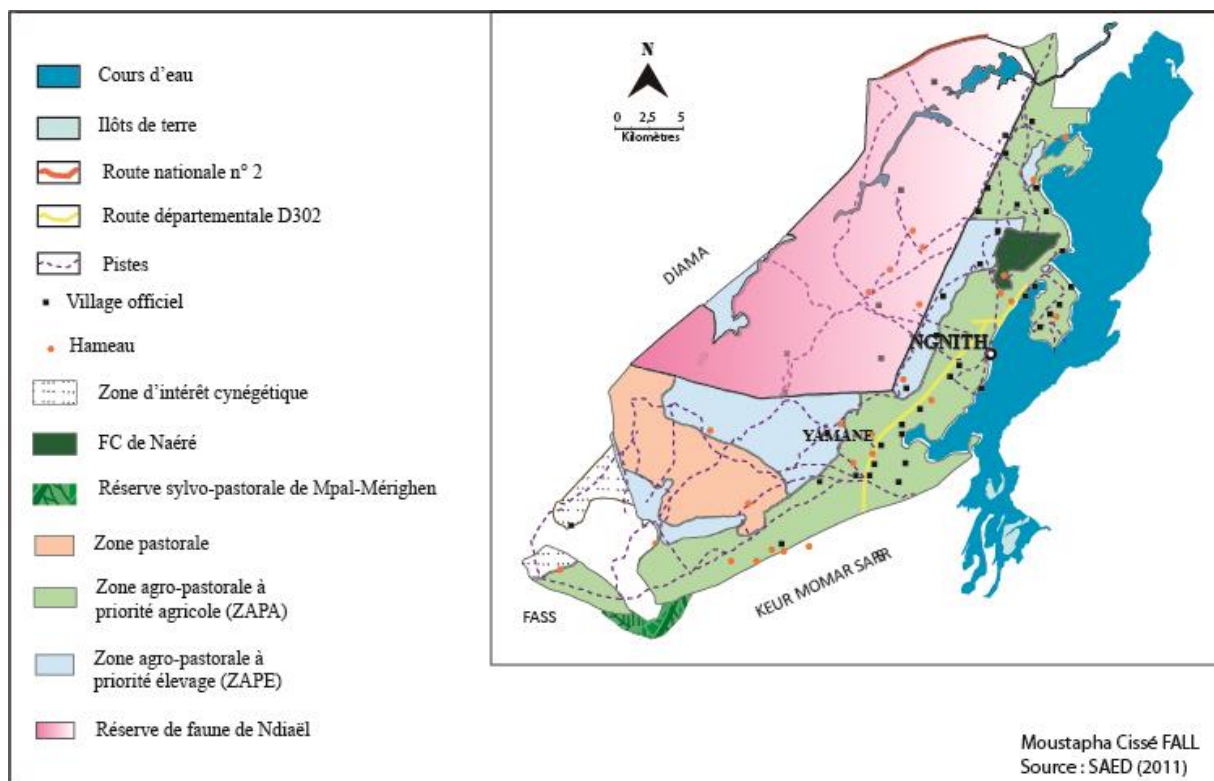 Cours d'eau
Ilôts de terre
Route nationale n° 2
Route départementale D302
Pistes
Village officiel
Hameau
Zone d'intérêt cynégétique
FC de Naéré
Réserve sylvo-pastorale de Mpal-Mérighen
Zone pastorale
Zone agro-pastorale à
priorité agricole (ZAPA)
Zone agro-pastorale à
priorité élevage (ZAPE)
Réserve de faune de Ndiaël
N
0 2,5 5
Kilomètres
DIAMA
NGNITH
YAMANE
KEUR MOMAR
FASS
Moustapha Cissé FALL
Source : SAED (2011)